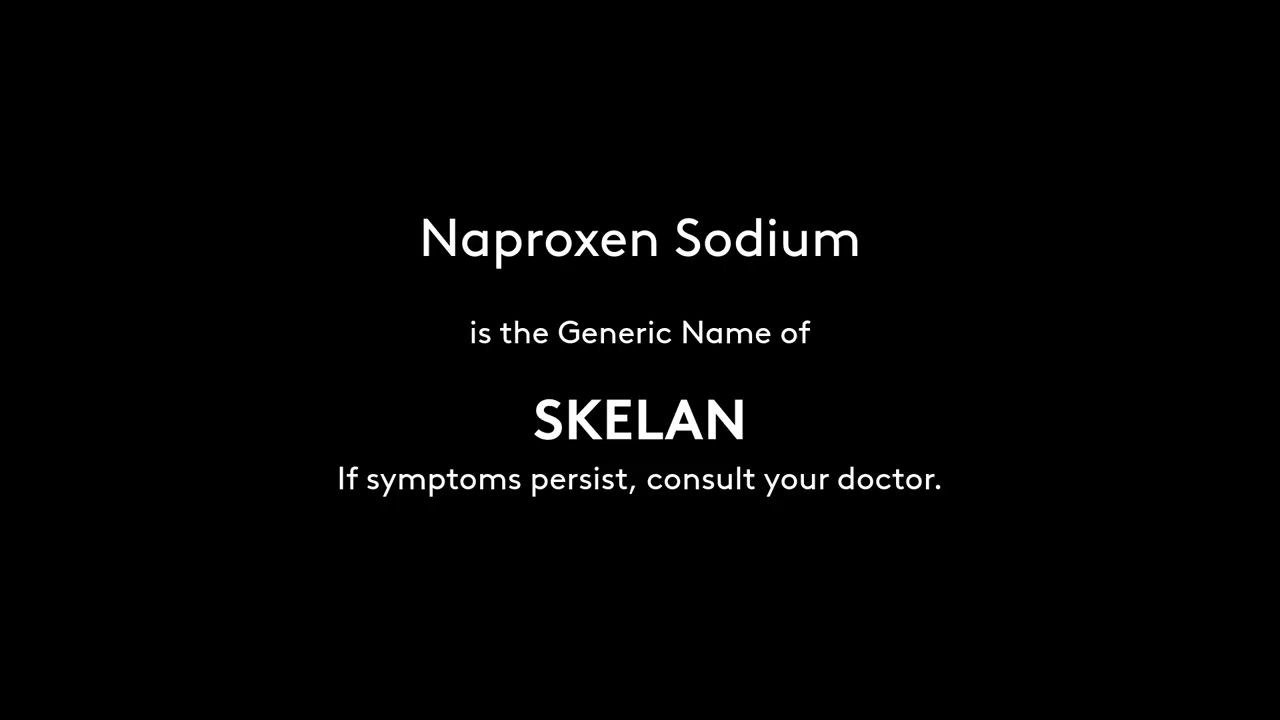 Naproxen Sodium
is the Generic Name of
SKELAN
If symptoms persist, consult your doctor.